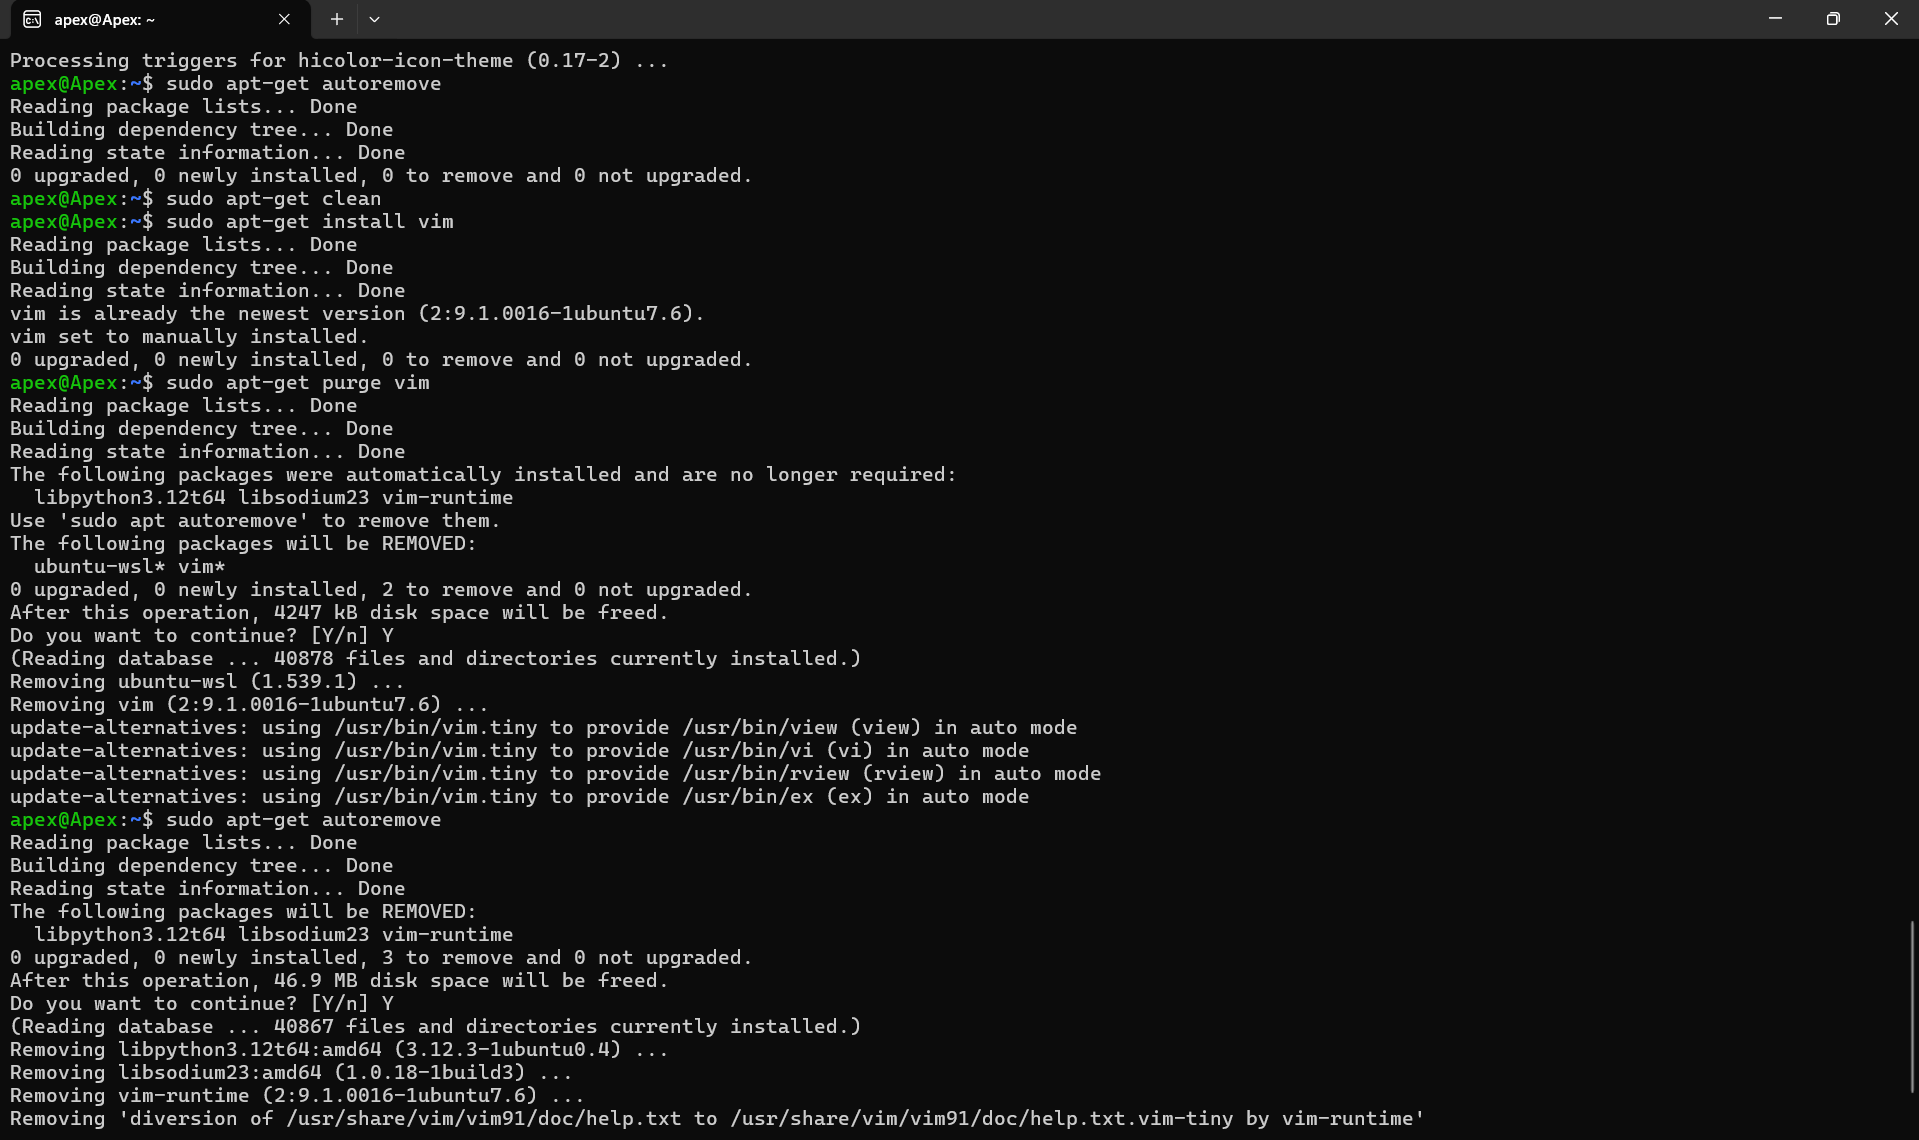 apex@Apex: ~
Processing triggers for hicolor-icon-theme (0.17-2) ...
apex@Apex:~$ sudo apt-get autoremove
Reading package lists... Done
Building dependency tree... Done
Reading state information... Done
0 upgraded, 0 newly installed, 0 to remove and 0 not upgraded.
apex@Apex:~$ sudo apt-get clean
apex@Apex:~$ sudo apt-get install vim
Reading package lists... Done
Building dependency tree... Done
Reading state information... Done
vim is already the newest version (2:9.1.0016-1ubuntu7.6).
vim set to manually installed.
0 upgraded, 0 newly installed, 0 to remove and 0 not upgraded.
apex@Apex:~$ sudo apt-get purge vim
Reading package lists... Done
Building dependency tree... Done
Reading state information... Done
The following packages were automatically installed and are no longer required:
  libpython3.12t64 libsodium23 vim-runtime
Use 'sudo apt autoremove' to remove them.
The following packages will be REMOVED:
  ubuntu-wsl* vim*
0 upgraded, 0 newly installed, 2 to remove and 0 not upgraded.
After this operation, 4247 kB disk space will be freed.
Do you want to continue? [Y/n] Y
(Reading database ... 40878 files and directories currently installed.)
Removing ubuntu-wsl (1.539.1) ...
Removing vim (2:9.1.0016-1ubuntu7.6) ...
update-alternatives: using /usr/bin/vim.tiny to provide /usr/bin/view (view) in auto mode
update-alternatives: using /usr/bin/vim.tiny to provide /usr/bin/vi (vi) in auto mode
update-alternatives: using /usr/bin/vim.tiny to provide /usr/bin/rview (rview) in auto mode
update-alternatives: using /usr/bin/vim.tiny to provide /usr/bin/ex (ex) in auto mode
apex@Apex:~$ sudo apt-get autoremove
Reading package lists... Done
Building dependency tree... Done
Reading state information... Done
The following packages will be REMOVED:
  libpython3.12t64 libsodium23 vim-runtime
0 upgraded, 0 newly installed, 3 to remove and 0 not upgraded.
After this operation, 46.9 MB disk space will be freed.
Do you want to continue? [Y/n] Y
(Reading database ... 40867 files and directories currently installed.)
Removing libpython3.12t64:amd64 (3.12.3-1ubuntu0.4) ...
Removing libsodium23:amd64 (1.0.18-1build3) ...
Removing vim-runtime (2:9.1.0016-1ubuntu7.6) ...
Removing 'diversion of /usr/share/vim/vim91/doc/help.txt to /usr/share/vim/vim91/doc/help.txt.vim-tiny by vim-runtime'